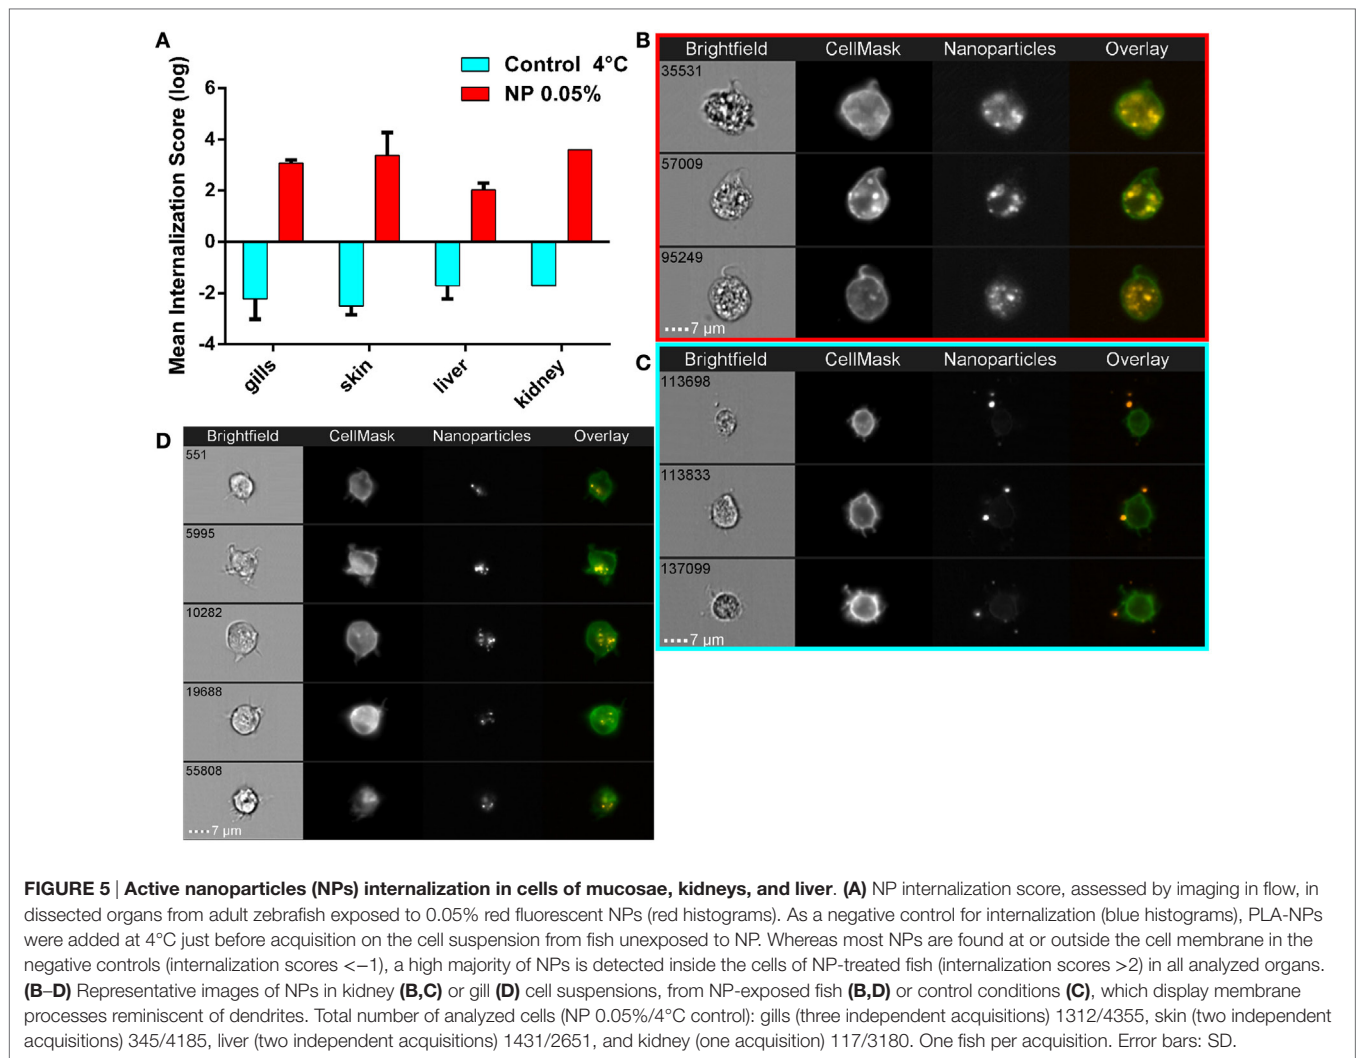 A
Control 4°C
NP 0.05%
Mean Internalization Score (log)
6
4
2
0
-2
-4
gills
skin
liver
kidney
B
Brightfield CellMask Nanoparticles Overlay
35531
57009
95249
7 µm
C
Brightfield CellMask Nanoparticles Overlay
113698
113833
137099
7 µm
D
Brightfield CellMask Nanoparticles Overlay
551
5995
10282
19688
55808
7 µm
FIGURE 5 | Active nanoparticles (NPs) internalization in cells of mucosae, kidneys, and liver. (A) NP internalization score, assessed by imaging in flow, in
dissected organs from adult zebrafish exposed to 0.05% red fluorescent NPs (red histograms). As a negative control for internalization (blue histograms), PLA-NPs
were added at 4°C just before acquisition on the cell suspension from fish unexposed to NP. Whereas most NPs are found at or outside the cell membrane in the
negative controls (internalization scores <−1), a high majority of NPs is detected inside the cells of NP-treated fish (internalization scores >2) in all analyzed organs.
(B–D) Representative images of NPs in kidney (B,C) or gill (D) cell suspensions, from NP-exposed fish (B,D) or control conditions (C), which display membrane
processes reminiscent of dendrites. Total number of analyzed cells (NP 0.05%/4°C control): gills (three independent acquisitions) 1312/4355, skin (two independent
acquisitions) 345/4185, liver (two independent acquisitions) 1431/2651, and kidney (one acquisition) 117/3180. One fish per acquisition. Error bars: SD.